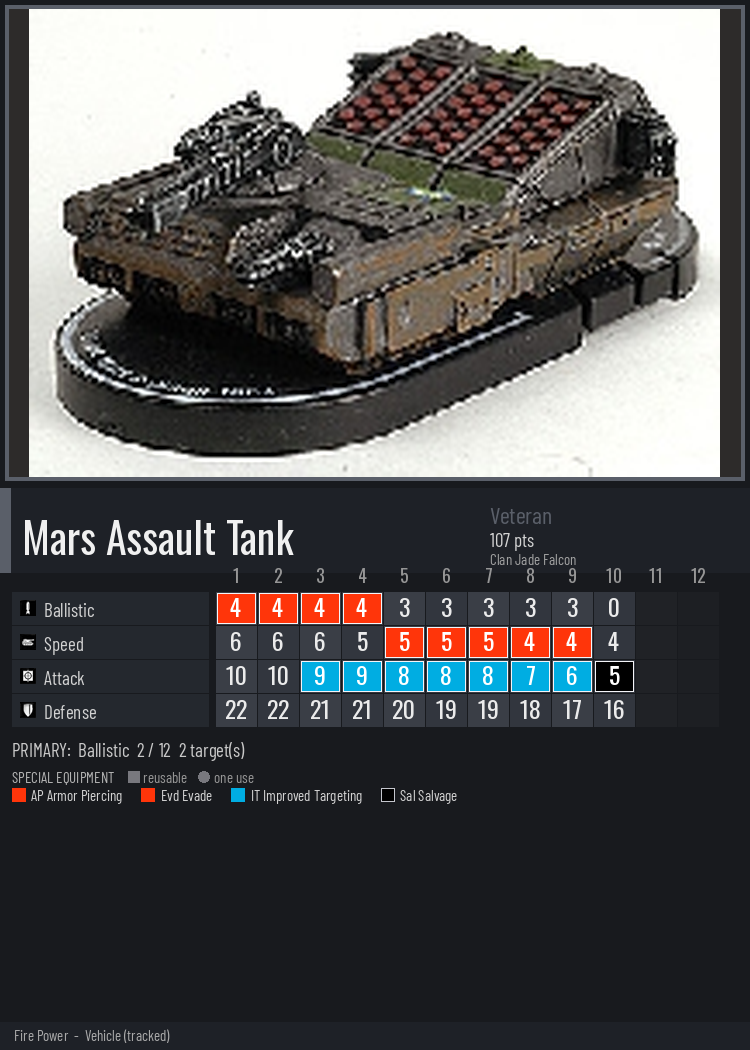 Mars Assault Tank
Veteran
107 pts
Clan Jade Falcon
1 2 3 4 5 6 7 8 9 10 11 12
Ballistic 4 4 4 4 3 3 3 3 3 0
Speed 6 6 6 5 5 5 5 4 4 4
Attack 10 10 9 9 8 8 8 7 6 5
Defense 22 22 21 21 20 19 19 18 17 16
PRIMARY: Ballistic 2 / 12 2 target(s)
SPECIAL EQUIPMENT reusable one use
AP Armor Piercing Evd Evade IT Improved Targeting Sal Salvage
Fire Power - Vehicle (tracked)